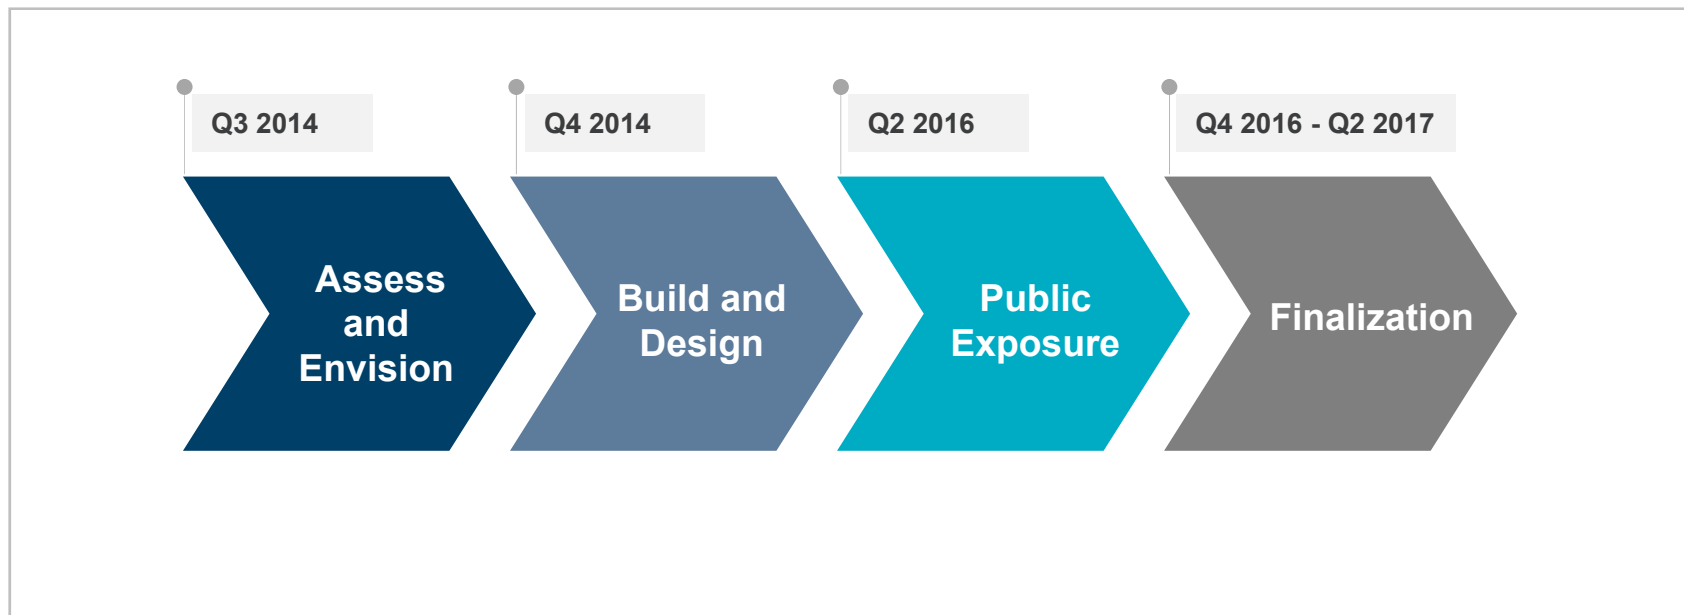 Q3 2014
Q4 2014
Q2 2016
Q4 2016 - Q2 2017
Assess
and
Envision
Build and
Design
Public
Exposure
Finalization